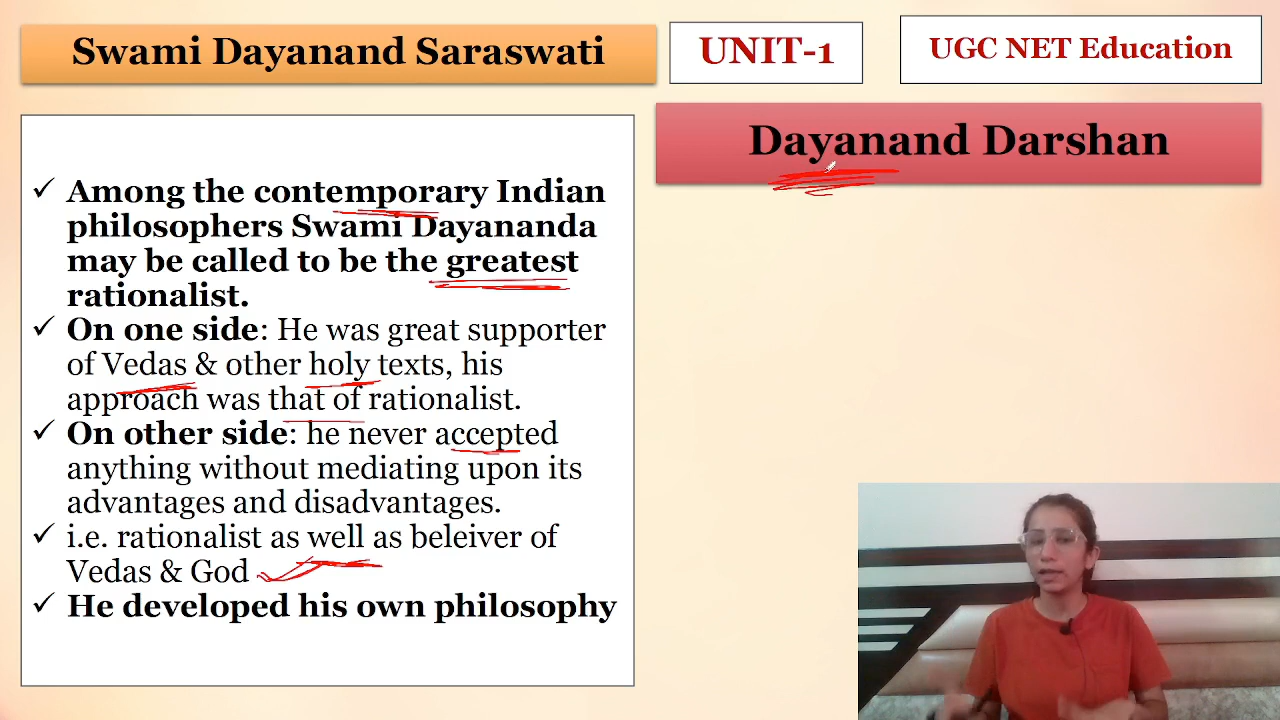 Swami Dayanand Saraswati
UNIT-1
UGC NET Education
Dayanand Darshan
✓ Among the contemporary Indian
philosophers Swami Dayananda
may be called to be the greatest
rationalist.
✓ On one side: He was great supporter
of Vedas & other holy texts, his
approach was that of rationalist.
✓ On other side: he never accepted
anything without mediating upon its
advantages and disadvantages.
✓ i.e. rationalist as well as beleiver of
Vedas & God
✓ He developed his own philosophy